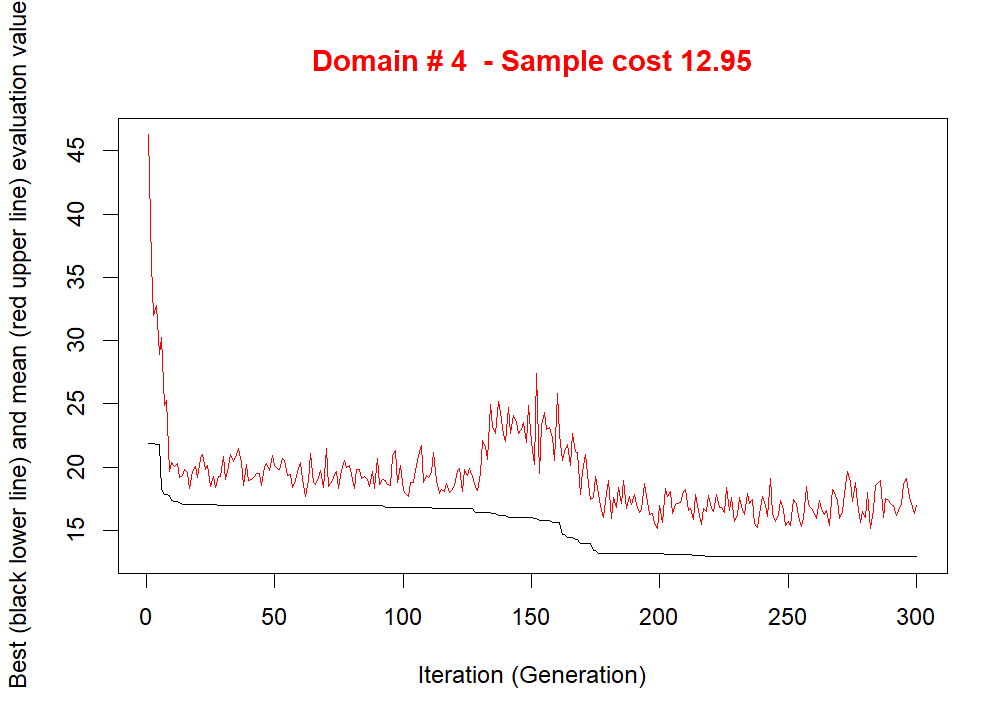 Domain # 4  - Sample cost 12.95
Best (black lower line) and mean (red upper line) evaluation value
45
40
35
30
25
20
15
0 50 100 150 200 250 300
Iteration (Generation)